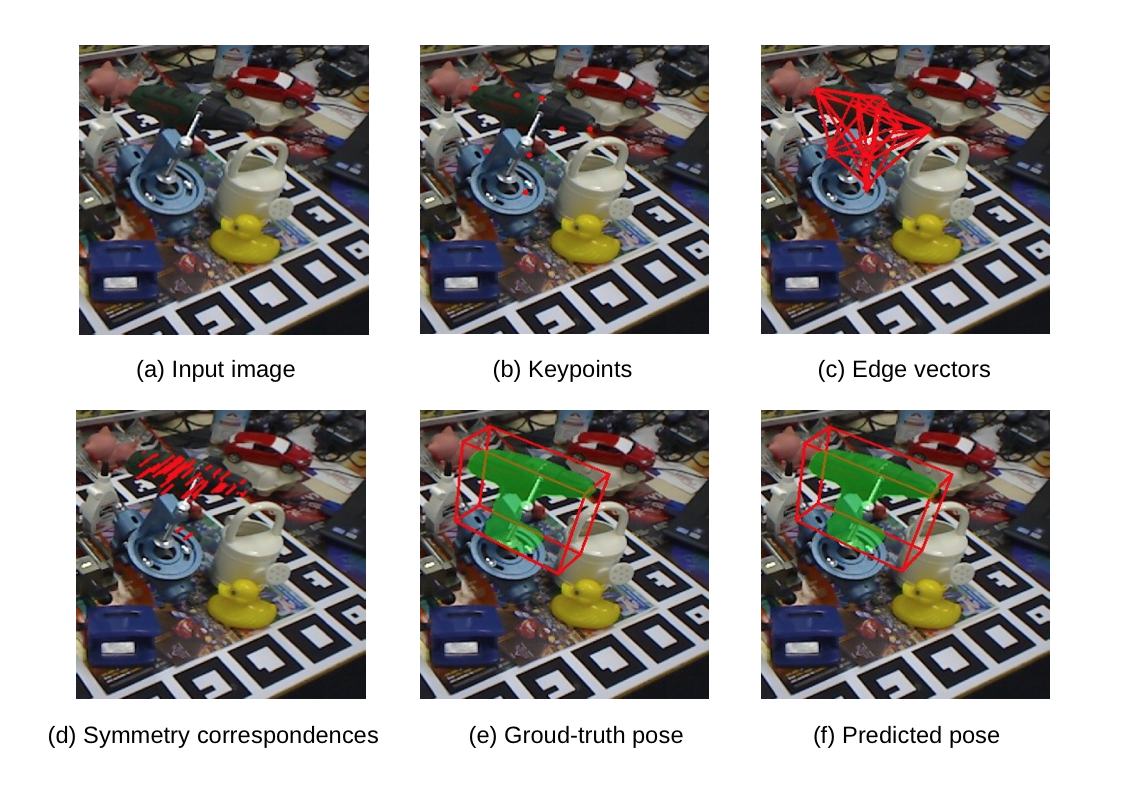 (a) Input image
(b) Keypoints
(c) Edge vectors
(d) Symmetry correspondences
(e) Groud-truth pose
(f) Predicted pose